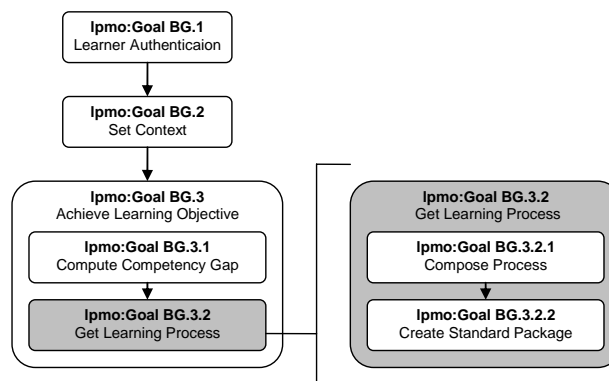 lpmo:Goal BG.1
Learner Authenticaion
lpmo:Goal BG.2
Set Context
lpmo:Goal BG.3
Achieve Learning Objective
lpmo:Goal BG.3.1
Compute Competency Gap
lpmo:Goal BG.3.2
Get Learning Process
lpmo:Goal BG.3.2
Get Learning Process
lpmo:Goal BG.3.2.1
Compose Process
lpmo:Goal BG.3.2.2
Create Standard Package